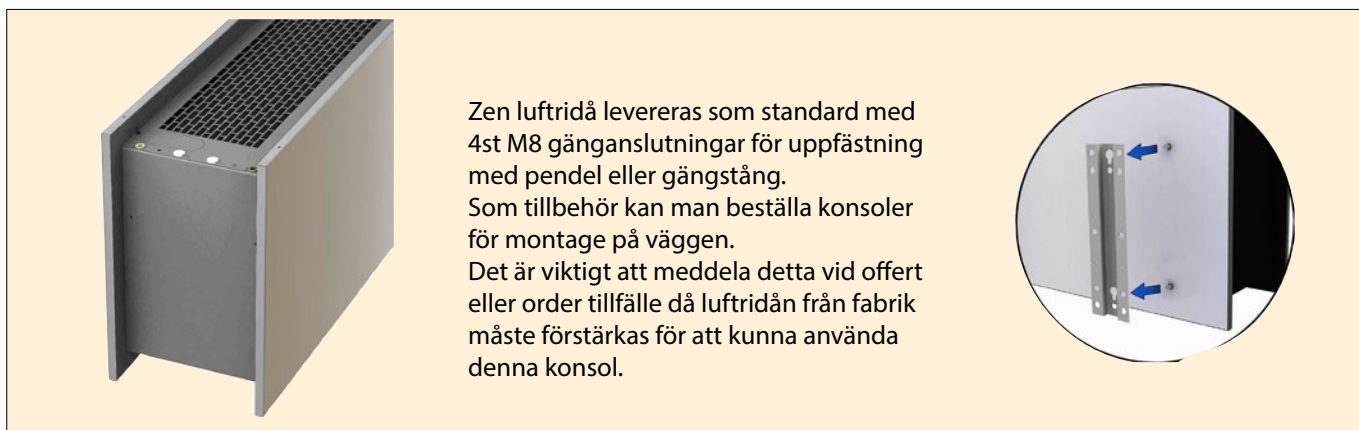 Zen luftridå levereras som standard med
4st M8 gänganslutningar för uppfästning
med pendel eller gängstång.
Som tillbehör kan man beställa konsoler
för montage på väggen.
Det är viktigt att meddela detta vid offert
eller order tillfälle då luftridån från fabrik
måste förstärkas för att kunna använda
denna konsol.